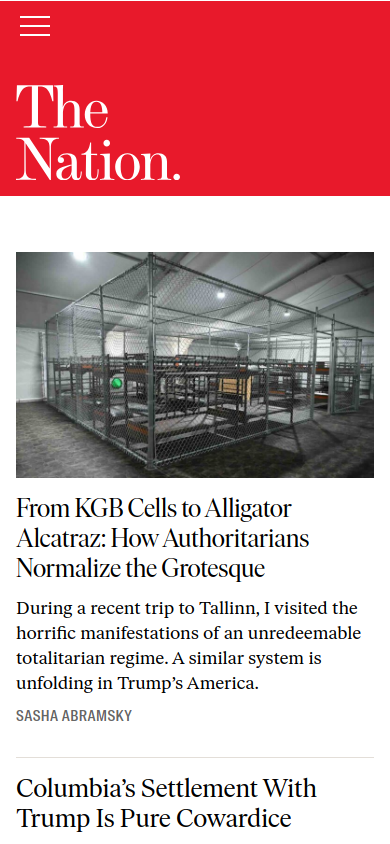 The
Nation.
From KGB Cells to Alligator
Alcatraz: How Authoritarians
Normalize the Grotesque
During a recent trip to Tallinn, I visited the
horrific manifestations of an unredeemable
totalitarian regime. A similar system is
unfolding in Trump’s America.
SASHA ABRAMSKY
Columbia’s Settlement With
Trump Is Pure Cowardice